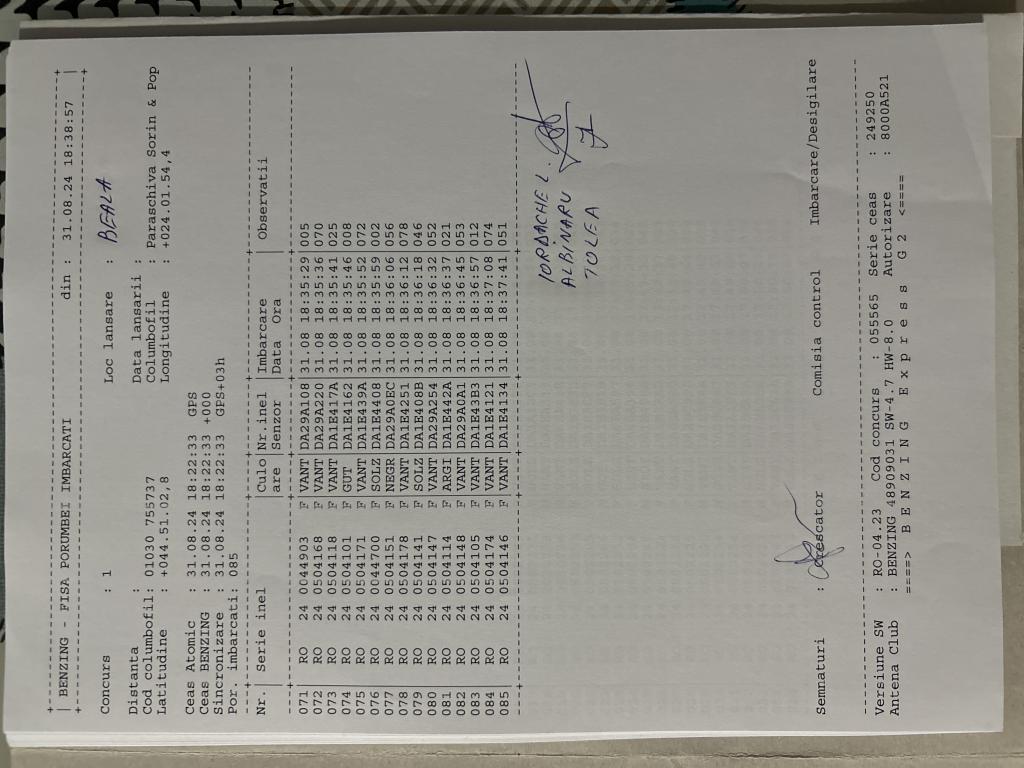 +-----------------------------------------------------------------------------+
| BENZING - FISA PORUMBEI IMBARCATI din : 31.08.24 18:38:57 |
+-----------------------------------------------------------------------------+
Concurs : 1 Loc lansare : BEALA
Distanta : Data lansarii :
Cod columbofil: 01030 755737 Columbofil : Paraschiva Sorin & Pop
Latitudine : +044.51.02,8 Longitudine : +024.01.54,4
Ceas Atomic : 31.08.24 18:22:33 GPS
Ceas BENZING : 31.08.24 18:22:33 +000
Sincronizare : 31.08.24 18:22:33 GPS+03h
Por. imbarcati: 085
Nr. | Serie inel |Culo|Nr.inel |Imbarcare | Observatii
|are |Senzor |Data Ora |
071 RO 24 0044903 F|VANT|DA29A108|31.08 18:35:29|005
072 RO 24 0504168 F|VANT|DA29A220|31.08 18:35:36|070
073 RO 24 0504118 F|VANT|DA1E417A|31.08 18:35:41|025
074 RO 24 0504101 F|GUT |DA1E4162|31.08 18:35:46|008
075 RO 24 0504171 F|VANT|DA1E439A|31.08 18:35:52|072
076 RO 24 0044700 F|SOLZ|DA1E4408|31.08 18:35:59|002
077 RO 24 0504151 F|NEGR|DA29A0EC|31.08 18:36:06|056
078 RO 24 0504178 F|VANT|DA1E4251|31.08 18:36:12|078
079 RO 24 0504141 F|SOLZ|DA1E408B|31.08 18:36:18|046
080 RO 24 0504147 F|VANT|DA29A254|31.08 18:36:32|052
081 RO 24 0504114 F|ARGI|DA1E442A|31.08 18:36:37|021
082 RO 24 0504148 F|VANT|DA29A0A1|31.08 18:36:45|053
083 RO 24 0504105 F|VANT|DA1E43B3|31.08 18:36:57|012
084 RO 24 0504174 F|VANT|DA1E4121|31.08 18:37:08|074
085 RO 24 0504146 F|VANT|DA1E4134|31.08 18:37:41|051
IORDACHE L.
ALBINARU
TOLEA
Semnaturi : Crescator Comisia control Imbarcare/Desigilare
Versiune SW : RO-04.23 Cod concurs : 055565 Serie ceas : 249250
Antena Club : BENZING 48909031 SW-4.7 HW-8.0 Autorizare : 8000A521
====> B E N Z I N G E x p r e s s G 2 <====